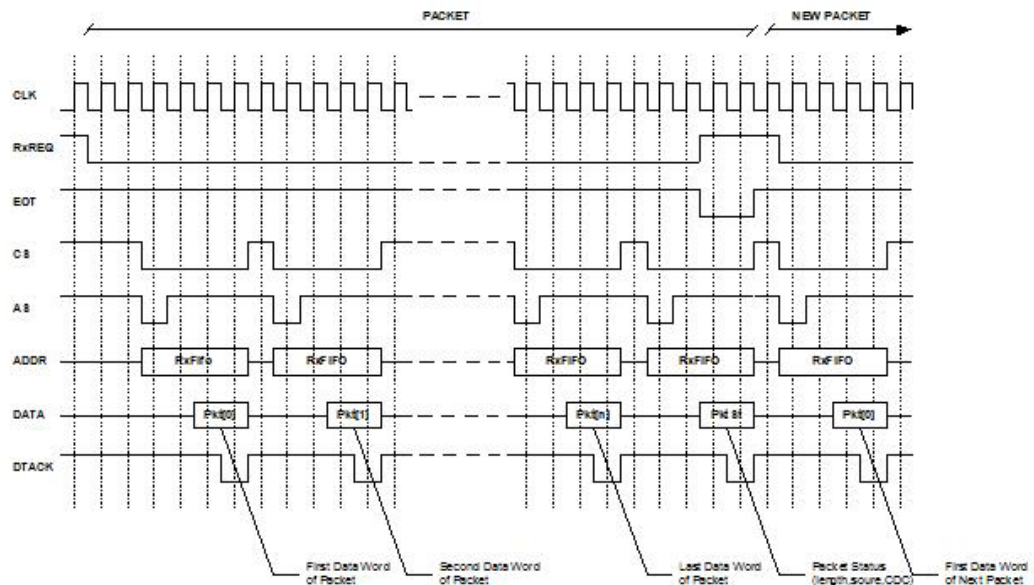 PACKET
NEW PACKET
CLK
RxREQ
EOT
CS
AS
ADDR
RxFifo
RxFIFO
RxFIFO
RxFIFO
RxFIFO
DATA
Pkt[0]
Pkt[1]
Pkt[n]
Pkt St
Pkt[0]
DTACK
First Data Word
of Packet
Second Data Word
of Packet
Last Data Word
of Packet
Packet Status
(length,soure,CDC)
First Data Word
of Next Packet